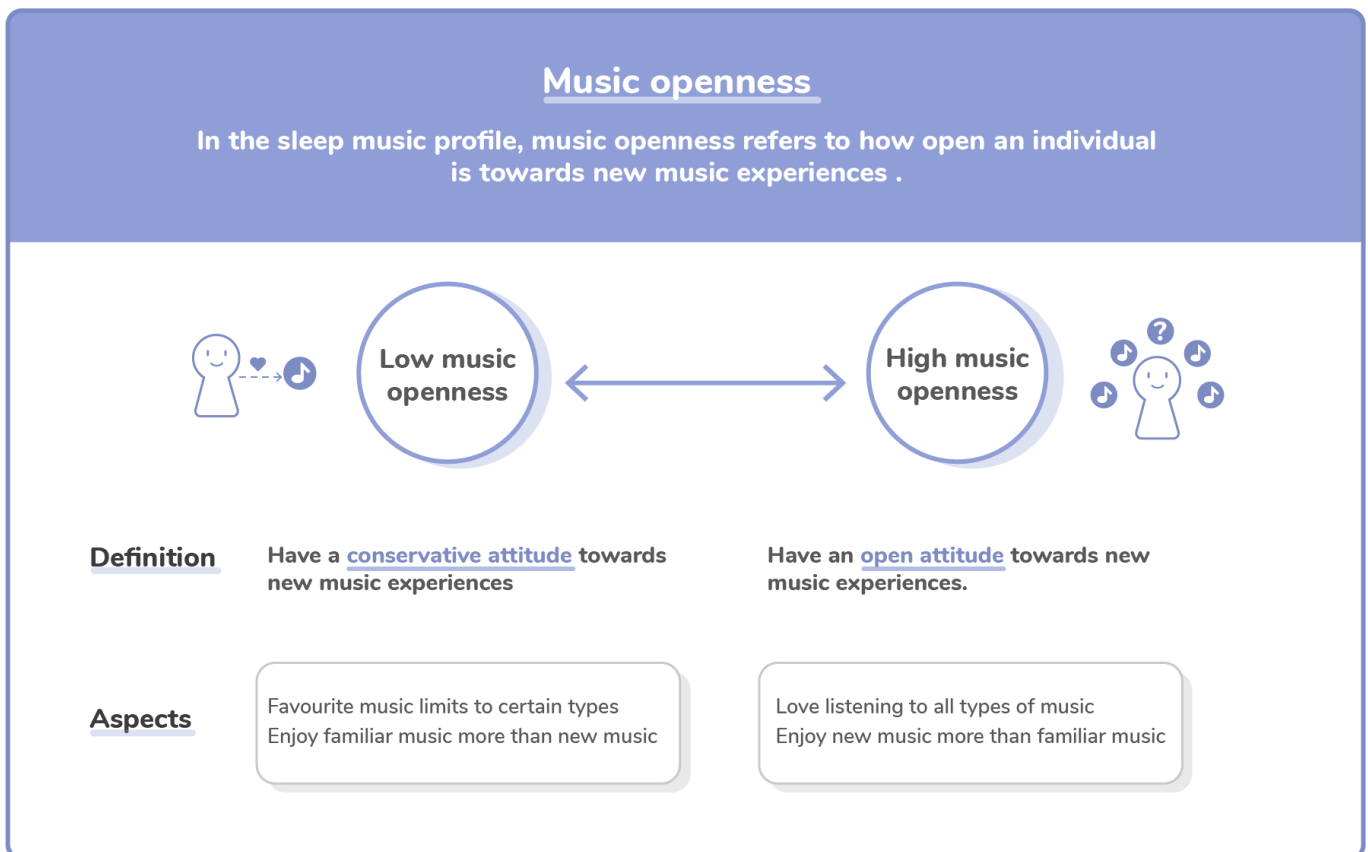 Music openness
In the sleep music profile, music openness refers to how open an individual
is towards new music experiences .
Low music
openness
High music
openness
?
Definition
Have a conservative attitude towards
new music experiences
Have an open attitude towards new
music experiences.
Aspects
Favourite music limits to certain types
Enjoy familiar music more than new music
Love listening to all types of music
Enjoy new music more than familiar music